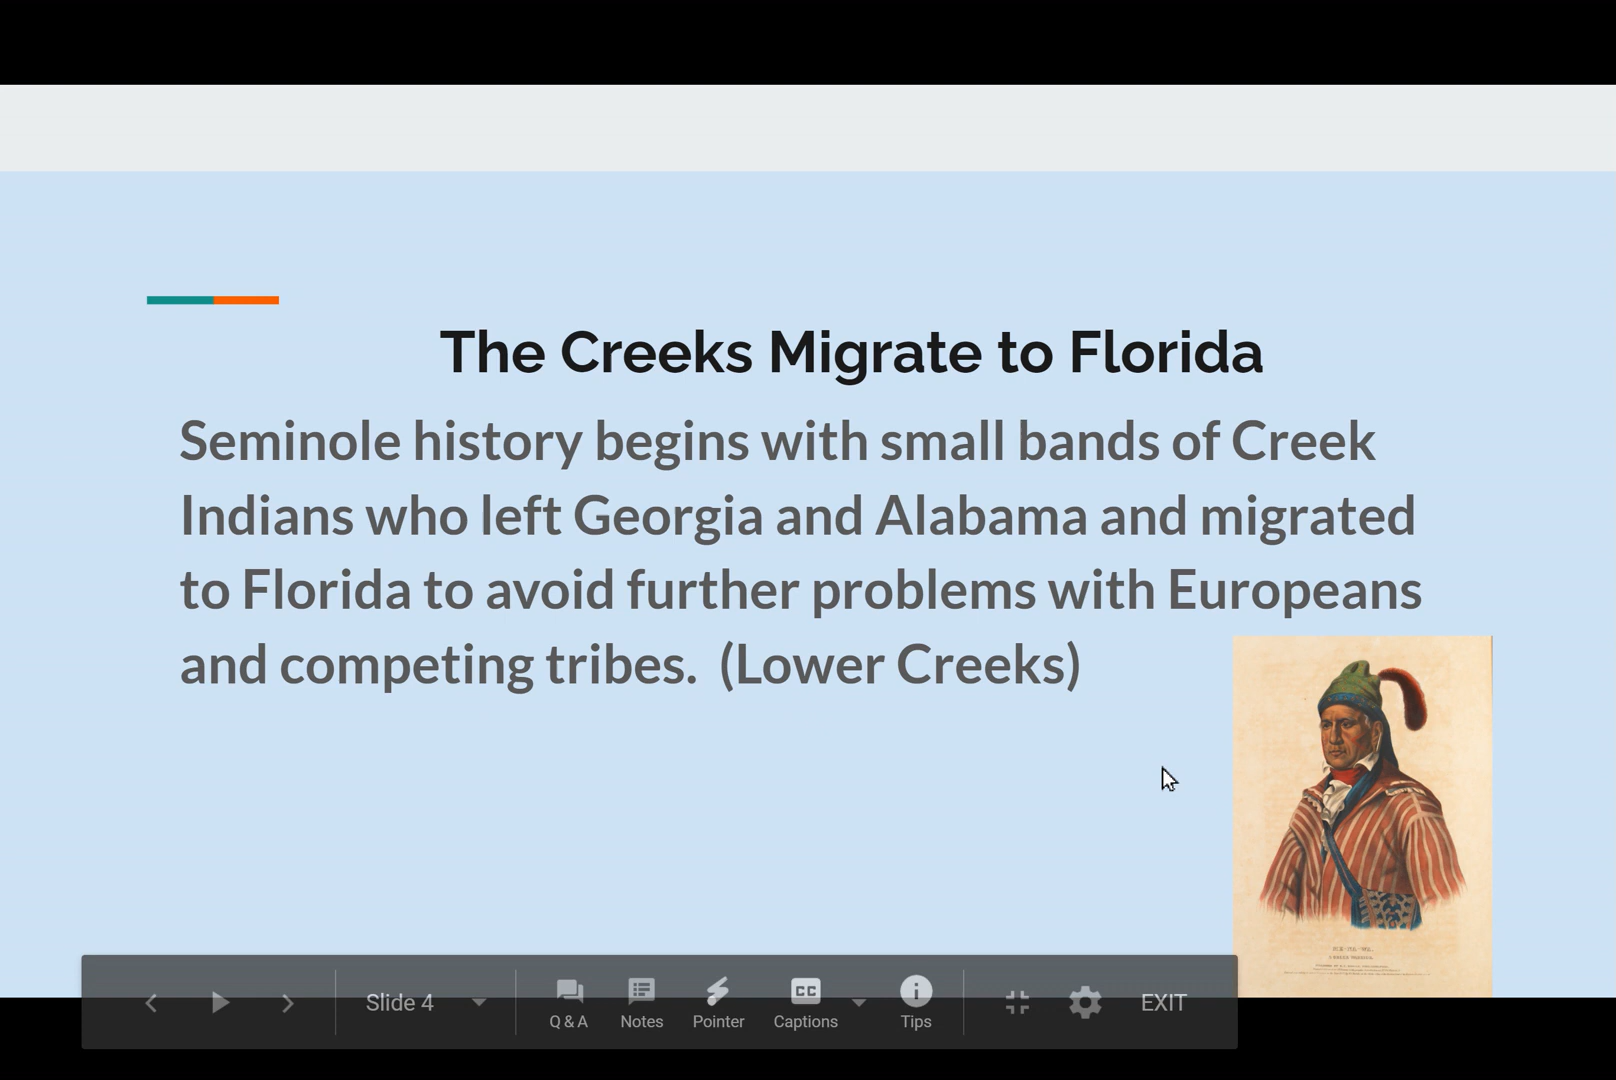 The Creeks Migrate to Florida
Seminole history begins with small bands of Creek
Indians who left Georgia and Alabama and migrated
to Florida to avoid further problems with Europeans
and competing tribes.  (Lower Creeks)
Slide 4
Q & A
Notes
Pointer
CC
Captions
Tips
EXIT